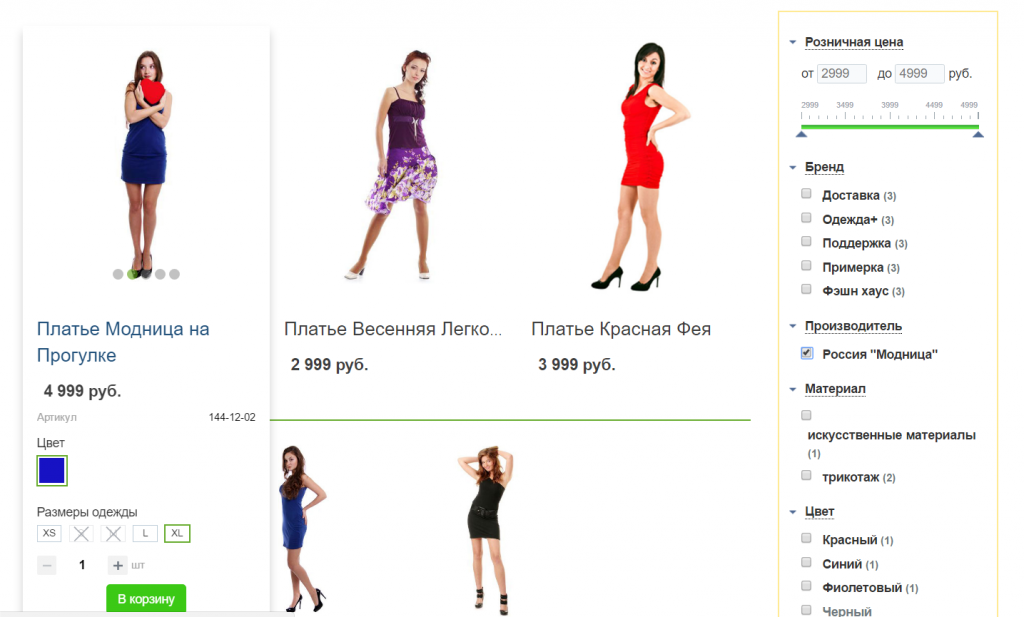 Платье Модница на
Прогулке
4 999 руб.
Артикул 144-12-02
Цвет
Размеры одежды
XS L XL
− 1 + шт
В корзину
Платье Весенняя Легко...
2 999 руб.
Платье Красная Фея
3 999 руб.
Розничная цена
от 2999 до 4999 руб.
2999 3499 3999 4499 4999
Бренд
Доставка (3)
Одежда+ (3)
Поддержка (3)
Примерка (3)
Фэшн хаус (3)
Производитель
Россия "Модница"
Материал
искусственные материалы
(1)
трикотаж (2)
Цвет
Красный (1)
Синий (1)
Фиолетовый (1)
Черный